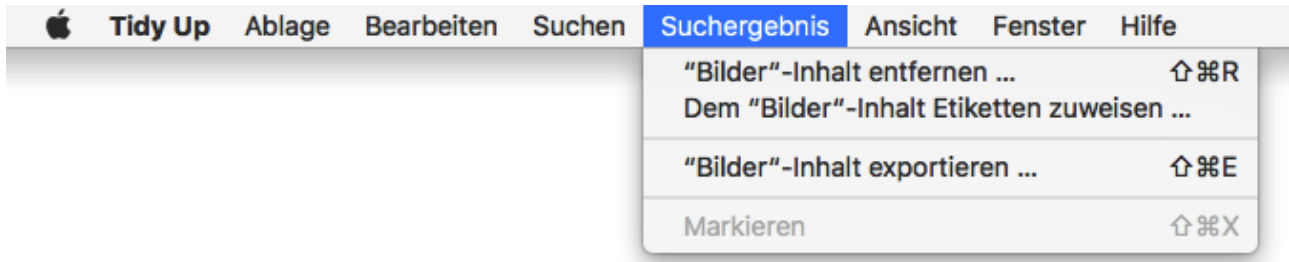 Tidy Up Ablage Bearbeiten Suchen Suchergebnis Ansicht Fenster Hilfe
“Bilder“-Inhalt entfernen ... ⇧⌘R
Dem “Bilder“-Inhalt Etiketten zuweisen ...
“Bilder“-Inhalt exportieren ... ⇧⌘E
Markieren ⇧⌘X